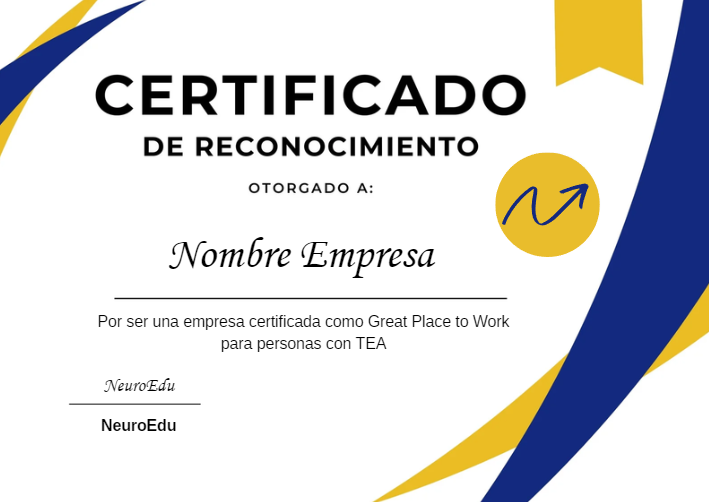 CERTIFICADO
DE RECONOCIMIENTO
OTORGADO A:
Nombre Empresa
Por ser una empresa certificada como Great Place to Work
para personas con TEA
NeuroEdu
NeuroEdu